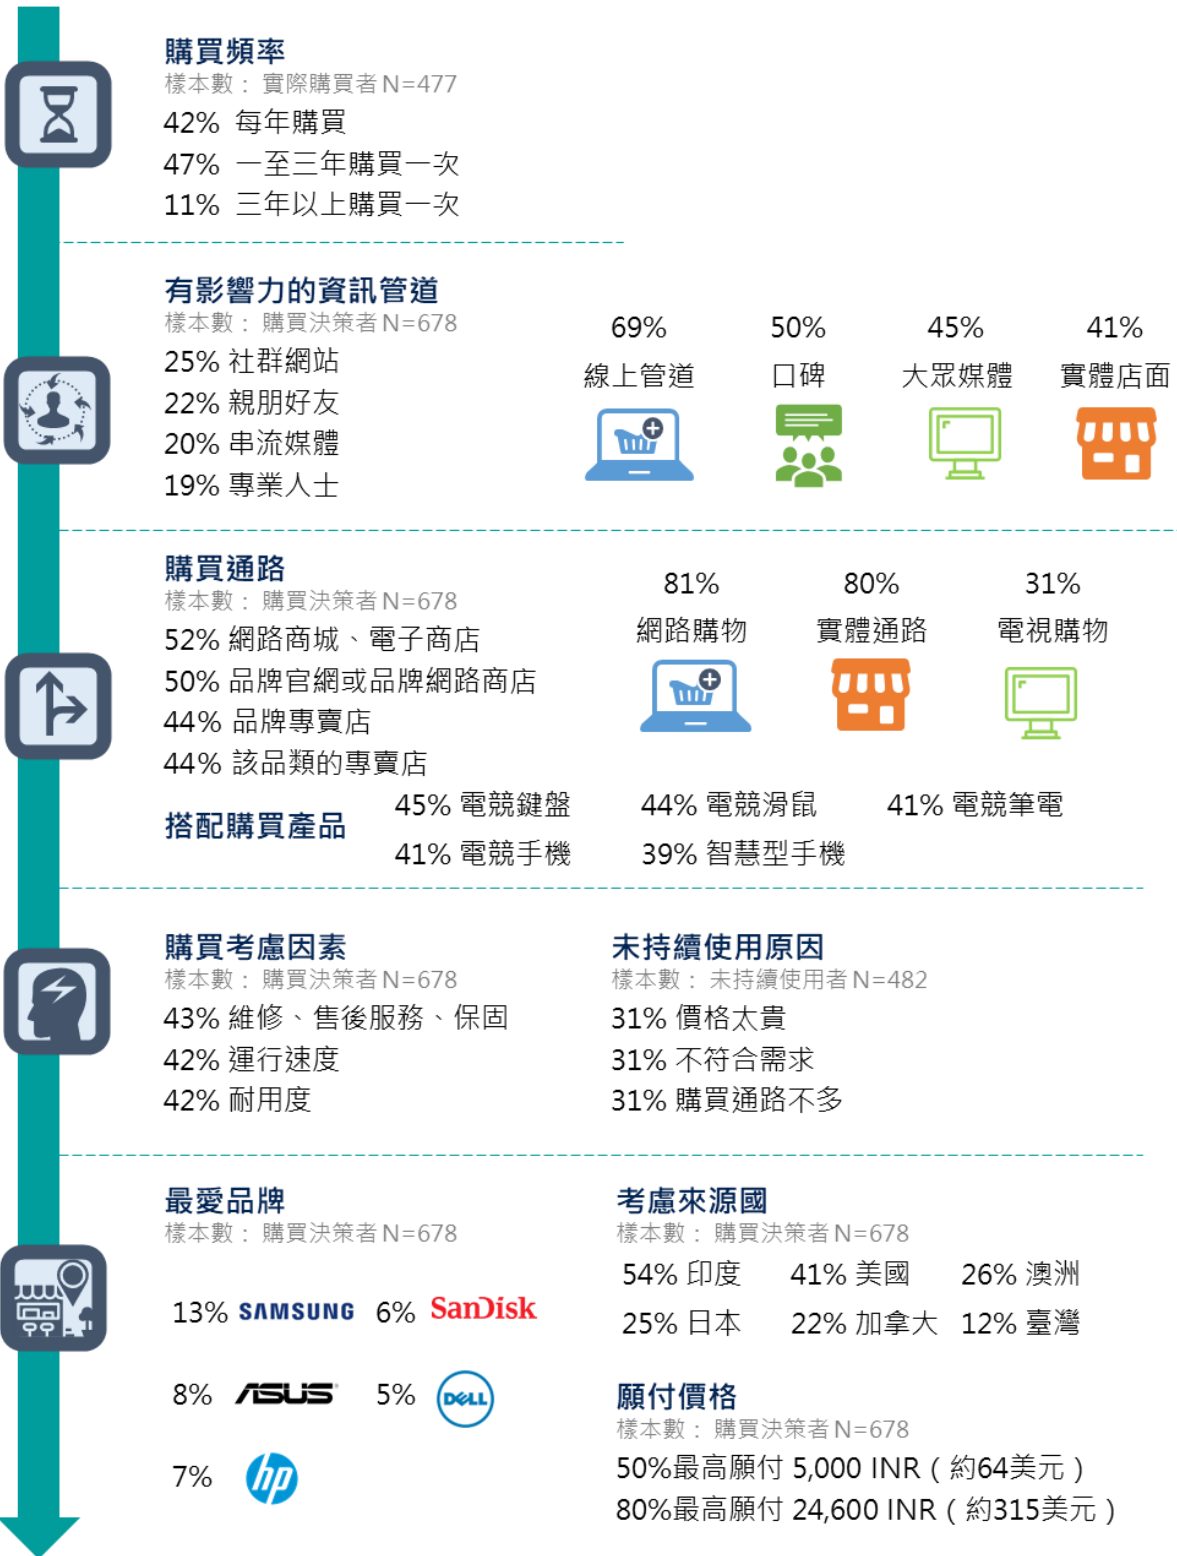 購買頻率
樣本數：實際購買者 N=477
42% 每年購買
47% 一至三年購買一次
11% 三年以上購買一次
有影響力的資訊管道
樣本數：購買決策者 N=678
25% 社群網站
22% 親朋好友
20% 串流媒體
19% 專業人士
69% 50% 45% 41%
線上管道 口碑 大眾媒體 實體店面
購買通路
樣本數：購買決策者 N=678
52% 網路商城、電子商店
50% 品牌官網或品牌網路商店
44% 品牌專賣店
44% 該品類的專賣店
81% 80% 31%
網路購物 實體通路 電視購物
搭配購買產品
45% 電競鍵盤 44% 電競滑鼠 41% 電競筆電
41% 電競手機 39% 智慧型手機
購買考慮因素
樣本數：購買決策者 N=678
43% 維修、售後服務、保固
42% 運行速度
42% 耐用度
未持續使用原因
樣本數：未持續使用者 N=482
31% 價格太貴
31% 不符合需求
31% 購買通路不多
最愛品牌
樣本數：購買決策者 N=678
13% SAMSUNG 6% SanDisk
8% ASUS 5% DELL
7% hp
考慮來源國
樣本數：購買決策者 N=678
54% 印度 41% 美國 26% 澳洲
25% 日本 22% 加拿大 12% 臺灣
願付價格
樣本數：購買決策者 N=678
50%最高願付 5,000 INR（約64美元）
80%最高願付 24,600 INR（約315美元）